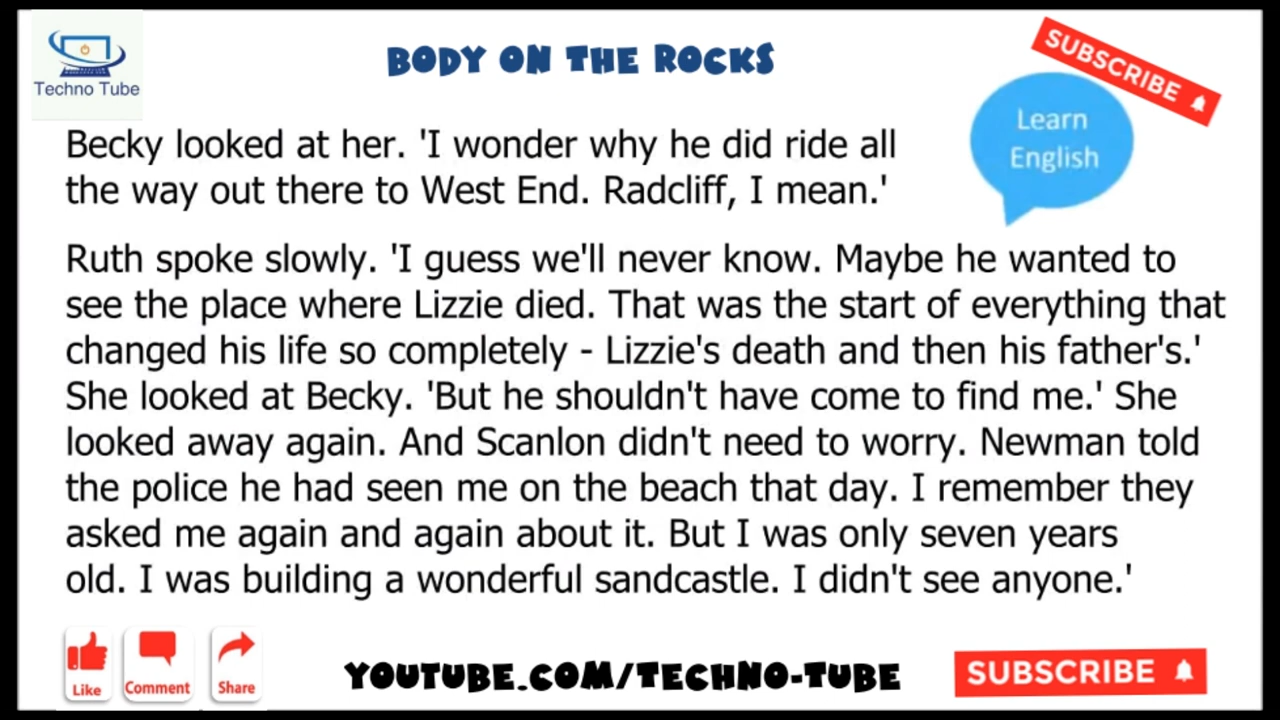 Techno Tube
BODY ON THE ROCKS
SUBSCRIBE
Learn
English
Becky looked at her. 'I wonder why he did ride all
the way out there to West End. Radcliff, I mean.'
Ruth spoke slowly. 'I guess we'll never know. Maybe he wanted to
see the place where Lizzie died. That was the start of everything that
changed his life so completely - Lizzie's death and then his father's.'
She looked at Becky. 'But he shouldn't have come to find me.' She
looked away again. And Scanlon didn't need to worry. Newman told
the police he had seen me on the beach that day. I remember they
asked me again and again about it. But I was only seven years
old. I was building a wonderful sandcastle. I didn't see anyone.'
Like
Comment
Share
YOUTUBE.COM/TECHNO-TUBE
SUBSCRIBE